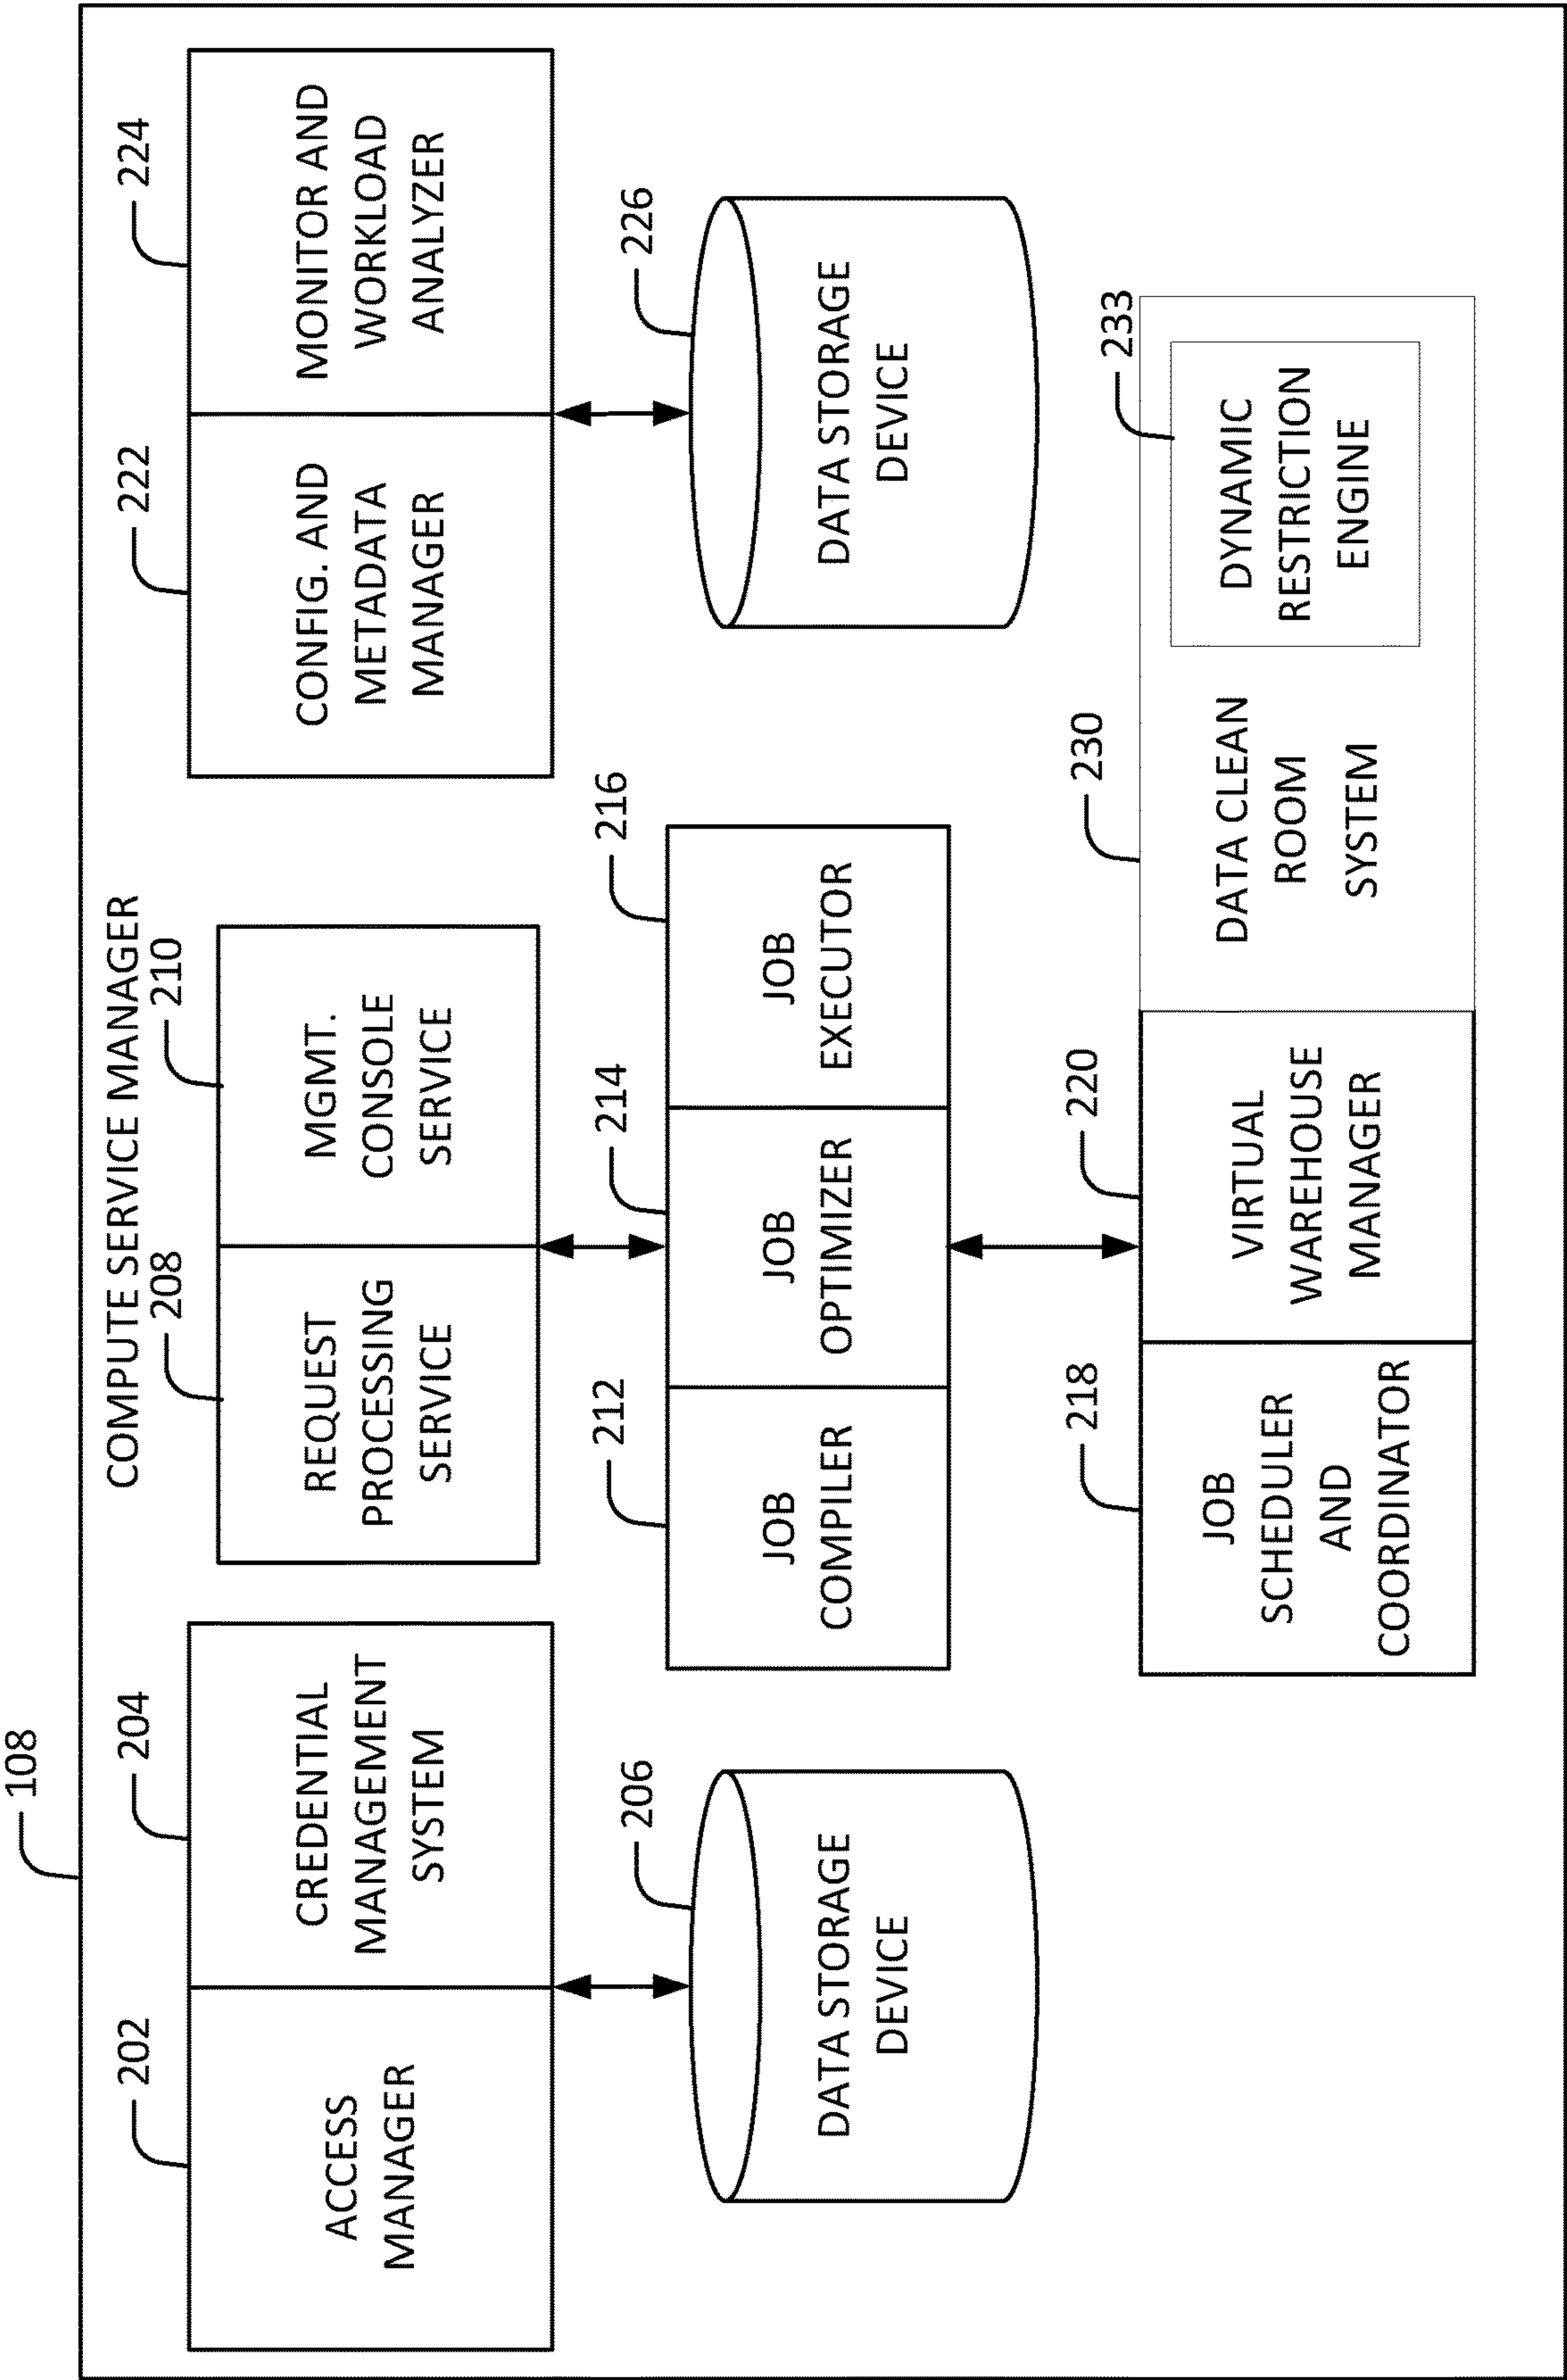 108
COMPUTE SERVICE MANAGER
202
204
208
210
222
224
ACCESS
MANAGER
CREDENTIAL
MANAGEMENT
SYSTEM
REQUEST
PROCESSING
SERVICE
MGMT.
CONSOLE
SERVICE
CONFIG. AND
METADATA
MANAGER
MONITOR AND
WORKLOAD
ANALYZER
206
212
214
216
226
DATA STORAGE
DEVICE
JOB
COMPILER
JOB
OPTIMIZER
JOB
EXECUTOR
DATA STORAGE
DEVICE
218
220
230
233
JOB
SCHEDULER
AND
COORDINATOR
VIRTUAL
WAREHOUSE
MANAGER
DATA CLEAN
ROOM
SYSTEM
DYNAMIC
RESTRICTION
ENGINE